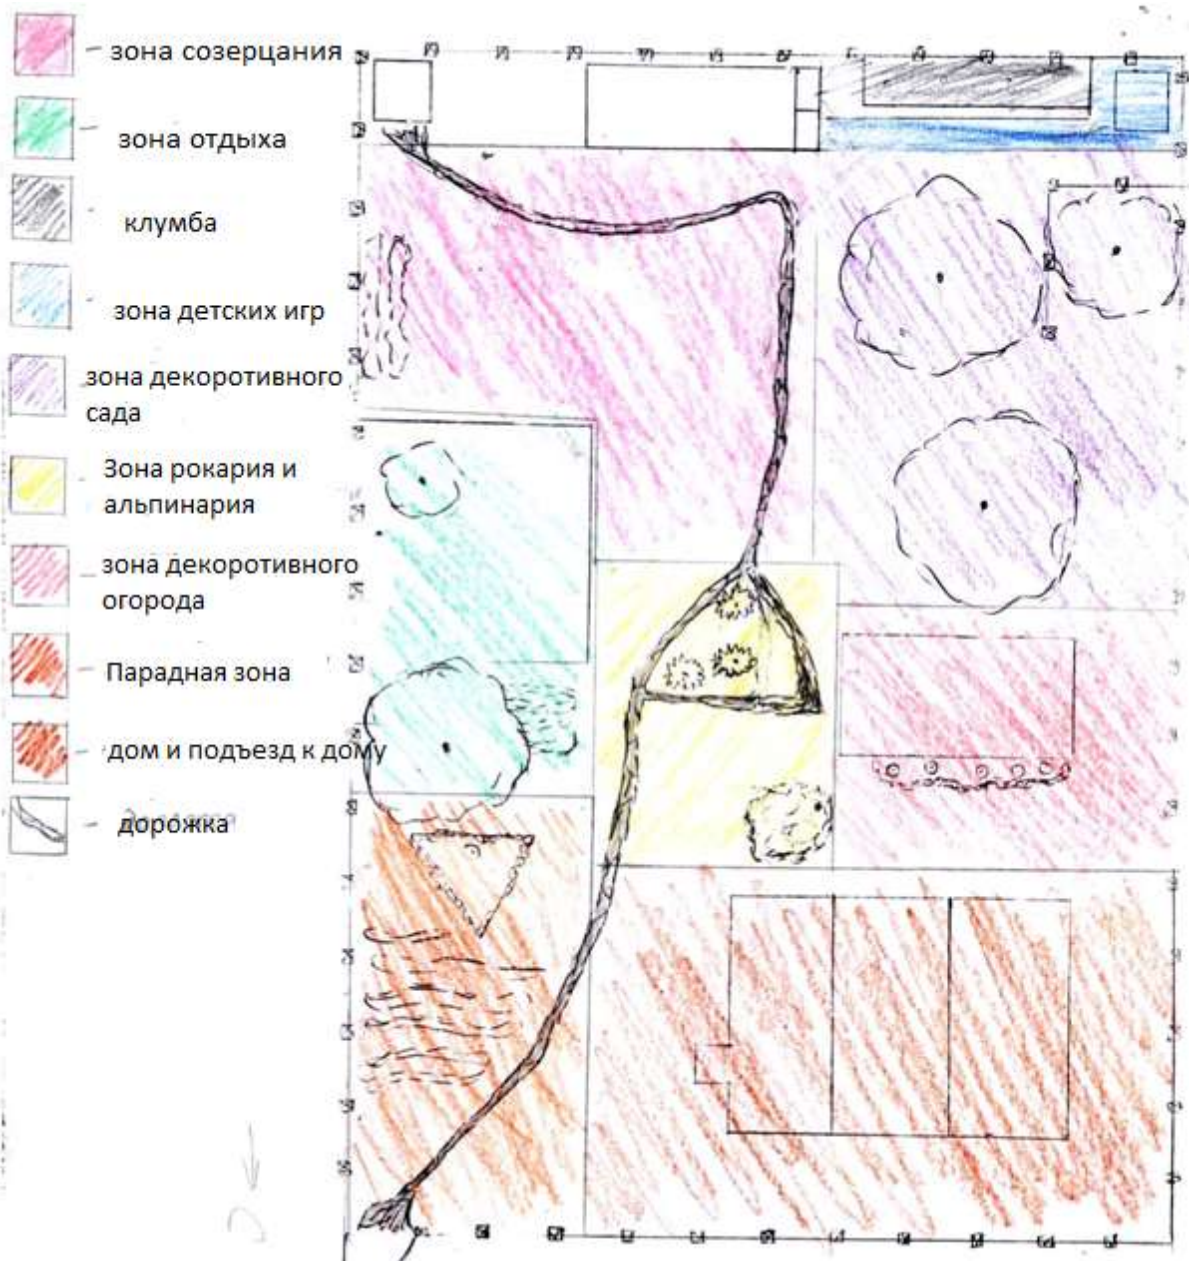 зона созерцания
зона отдыха
клумба
зона детских игр
зона декоротивного
сада
Зона рокария и
альпинария
зона декоротивного
огорода
Парадная зона
дом и подъезд к дому
дорожка